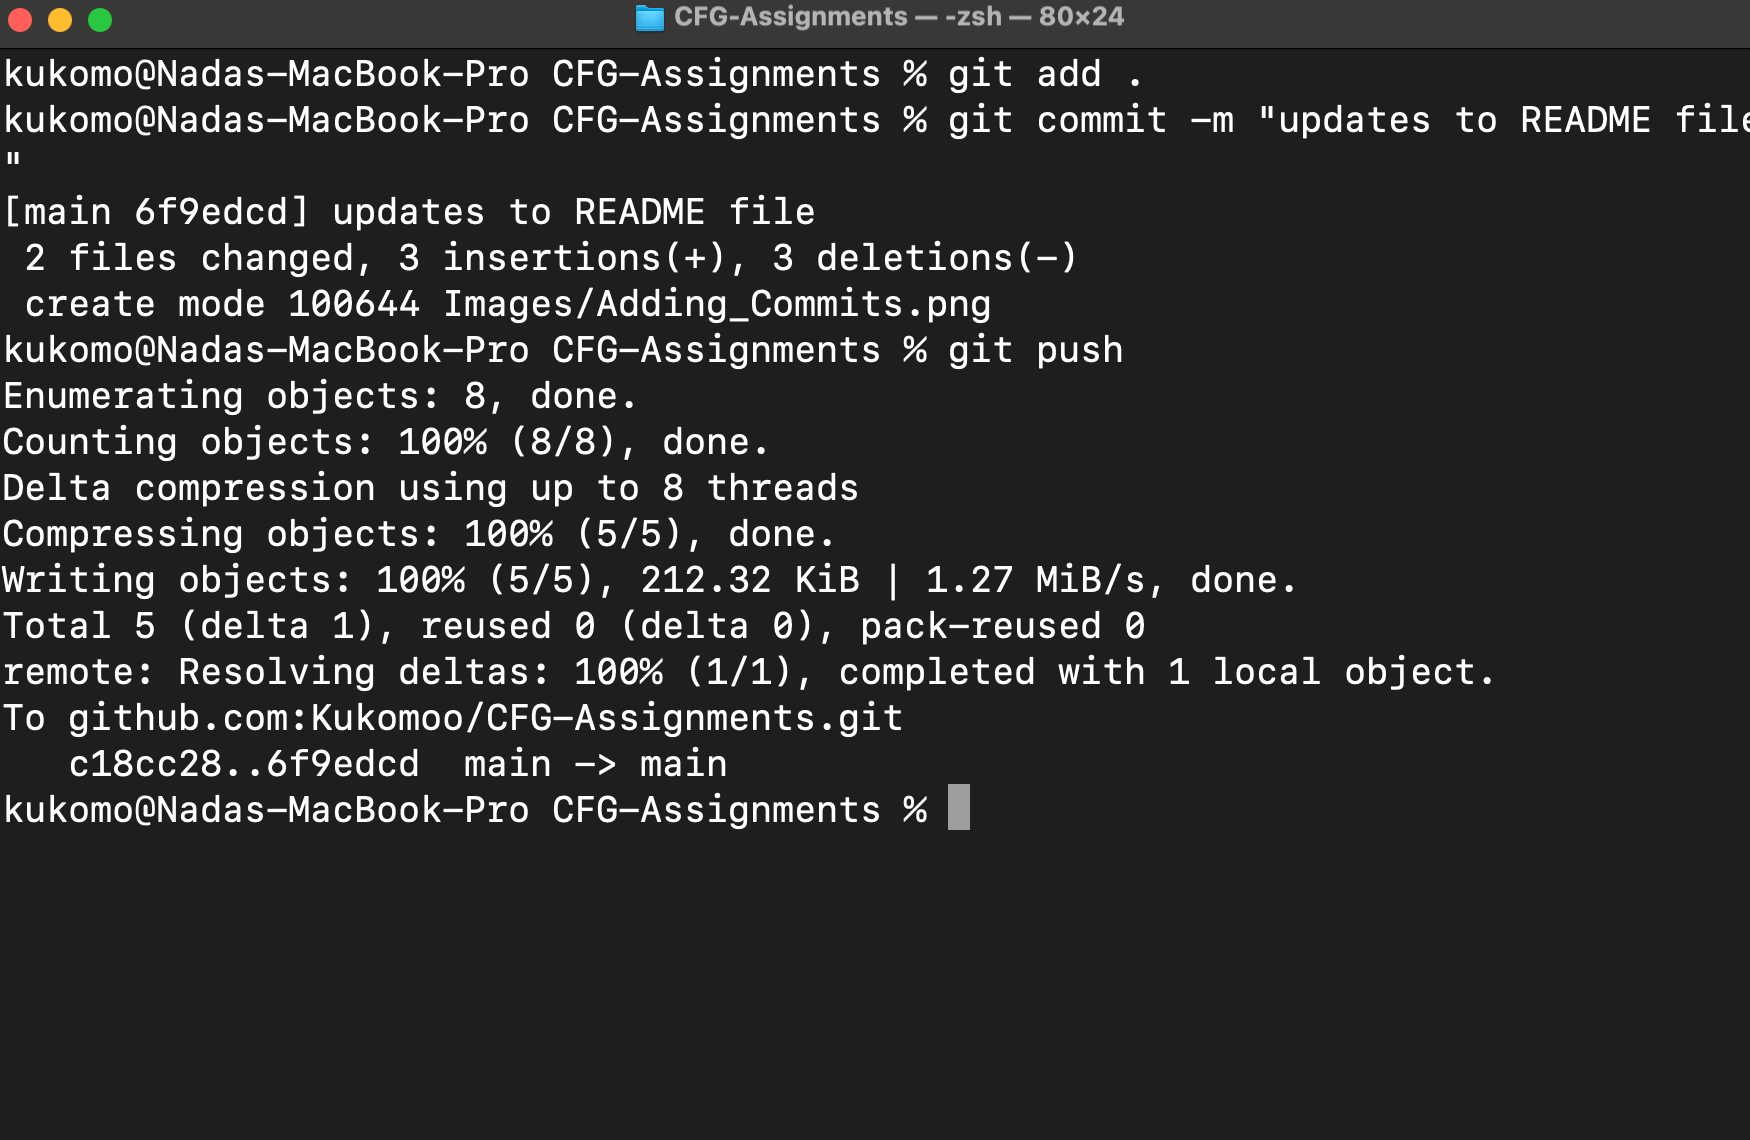 CFG-Assignments — -zsh — 80×24
kukomo@Nadas-MacBook-Pro CFG-Assignments % git add .
kukomo@Nadas-MacBook-Pro CFG-Assignments % git commit -m "updates to README file
"
[main 6f9edcd] updates to README file
 2 files changed, 3 insertions(+), 3 deletions(-)
 create mode 100644 Images/Adding_Commits.png
kukomo@Nadas-MacBook-Pro CFG-Assignments % git push
Enumerating objects: 8, done.
Counting objects: 100% (8/8), done.
Delta compression using up to 8 threads
Compressing objects: 100% (5/5), done.
Writing objects: 100% (5/5), 212.32 KiB | 1.27 MiB/s, done.
Total 5 (delta 1), reused 0 (delta 0), pack-reused 0
remote: Resolving deltas: 100% (1/1), completed with 1 local object.
To github.com:Kukomoo/CFG-Assignments.git
   c18cc28..6f9edcd  main -> main
kukomo@Nadas-MacBook-Pro CFG-Assignments %